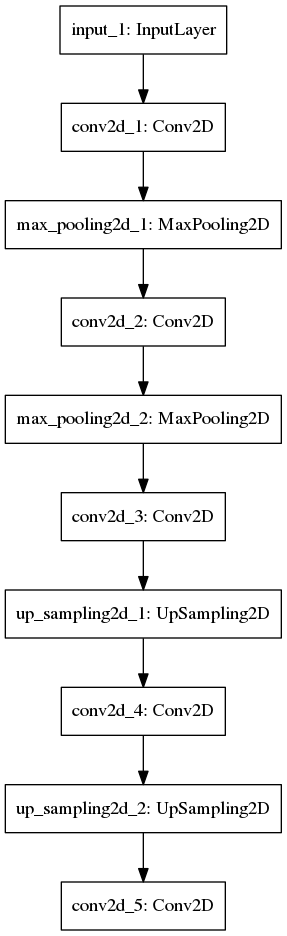 input_1: InputLayer
conv2d_1: Conv2D
max_pooling2d_1: MaxPooling2D
conv2d_2: Conv2D
max_pooling2d_2: MaxPooling2D
conv2d_3: Conv2D
up_sampling2d_1: UpSampling2D
conv2d_4: Conv2D
up_sampling2d_2: UpSampling2D
conv2d_5: Conv2D